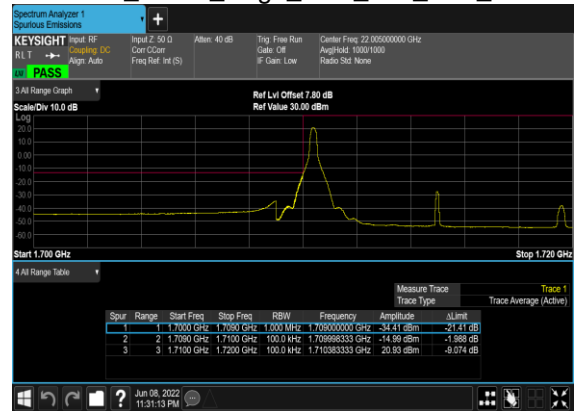 Spectrum Analyzer 1
Spurious Emissions
+
KEYSIGHT Input: RF Input Z: 50 Ω Atten: 40 dB Trig: Free Run Center Freq: 22.005000000 GHz
RLT Coupling: DC Corr CCorr Gate: Off Avg|Hold: 1000/1000
Align: Auto Freq Ref: Int (S) IF Gain: Low Radio Std: None
PASS
3 All Range Graph
Ref Lvl Offset 7.80 dB
Scale/Div 10.0 dB Ref Value 30.00 dBm
Log
20.0
10.0
0.00
-10.0
-20.0
-30.0
-40.0
-50.0
-60.0
Start 1.700 GHz Stop 1.720 GHz
4 All Range Table
Measure Trace Trace 1
Trace Type Trace Average (Active)
Spur Range Start Freq Stop Freq RBW Frequency Amplitude ΔLimit
1 1 1.7000 GHz 1.7090 GHz 1.000 MHz 1.709000000 GHz -34.41 dBm -21.41 dB
2 2 1.7090 GHz 1.7100 GHz 100.0 kHz 1.709998333 GHz -14.99 dBm -1.988 dB
3 3 1.7100 GHz 1.7200 GHz 100.0 kHz 1.710383333 GHz 20.93 dBm -9.074 dB
? Jun 08, 2022
11:31:13 PM